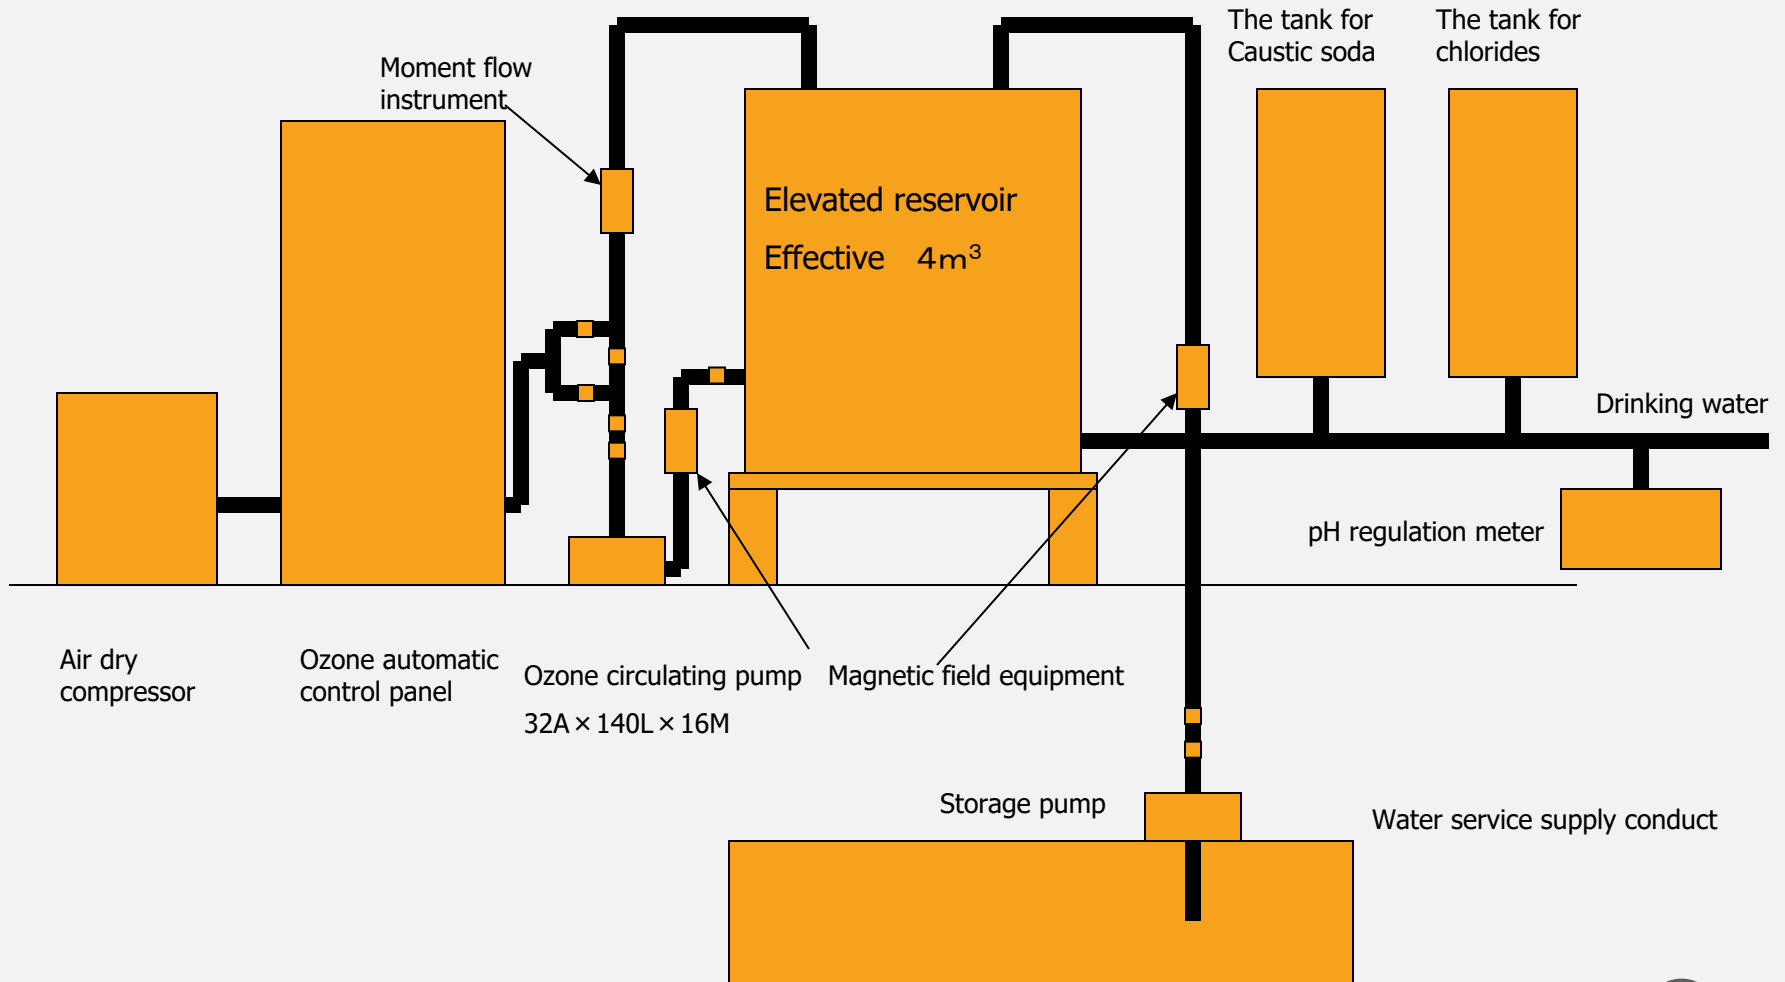 The tank for
Caustic soda
The tank for
chlorides
Moment flow
instrument
Elevated reservoir
Effective 4m³
Drinking water
pH regulation meter
Air dry
compressor
Ozone automatic
control panel
Ozone circulating pump
32A×140L×16M
Magnetic field equipment
Storage pump
Water service supply conduct